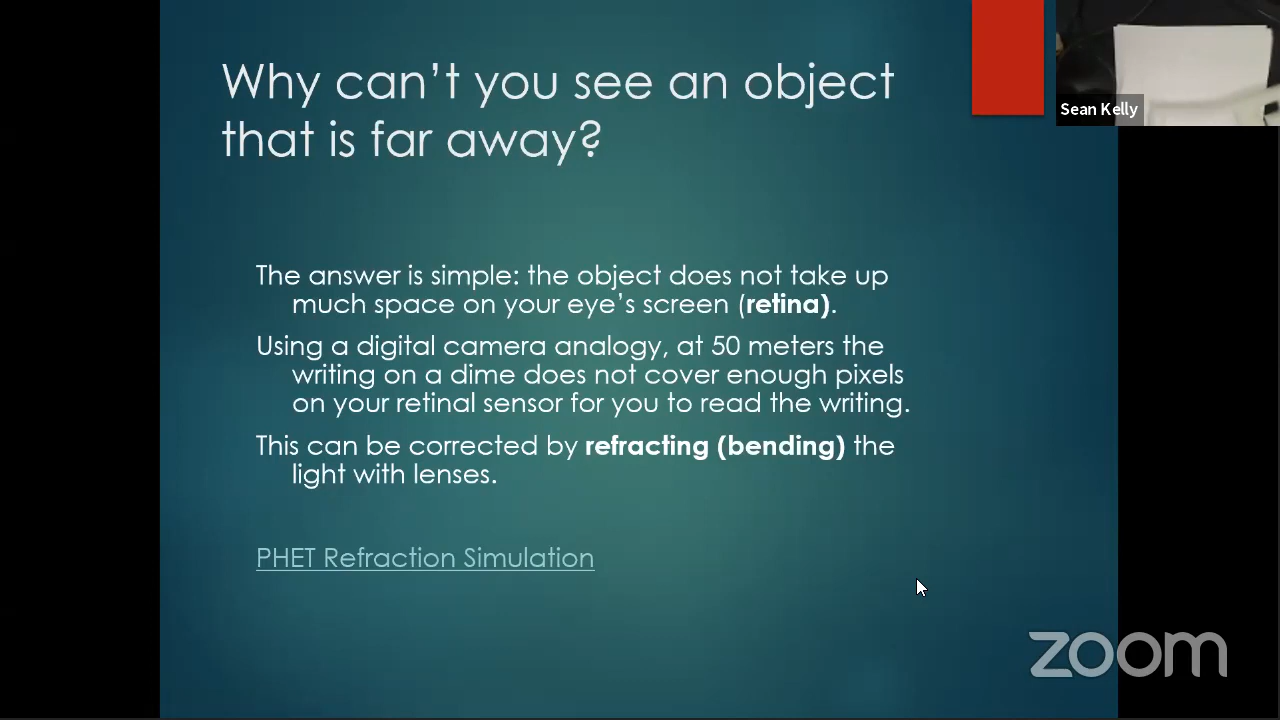 Why can’t you see an object
that is far away?
Sean Kelly
The answer is simple: the object does not take up
much space on your eye’s screen (retina).
Using a digital camera analogy, at 50 meters the
writing on a dime does not cover enough pixels
on your retinal sensor for you to read the writing.
This can be corrected by refracting (bending) the
light with lenses.
PHET Refraction Simulation
zoom